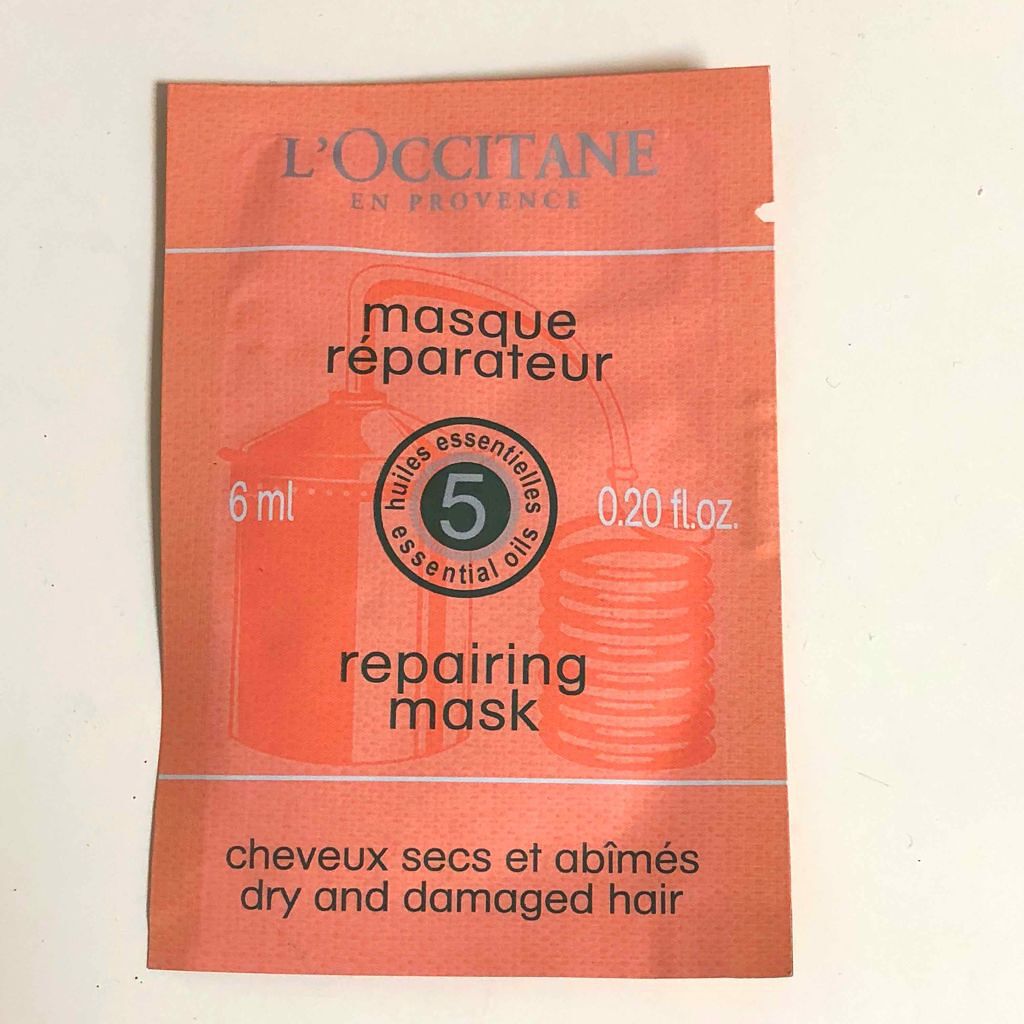 L'OCCITANE
EN PROVENCE
masque
réparateur
huiles essentielles
6 ml
5
0.20 fl.oz.
essential oils
repairing
mask
cheveux secs et abîmés
dry and damaged hair